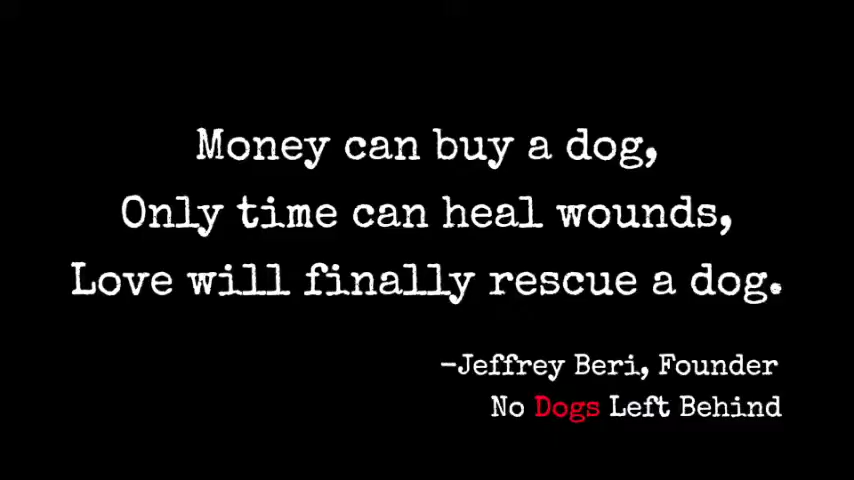 Money can buy a dog,
Only time can heal wounds,
Love will finally rescue a dog.
-Jeffrey Beri, Founder
No Dogs Left Behind